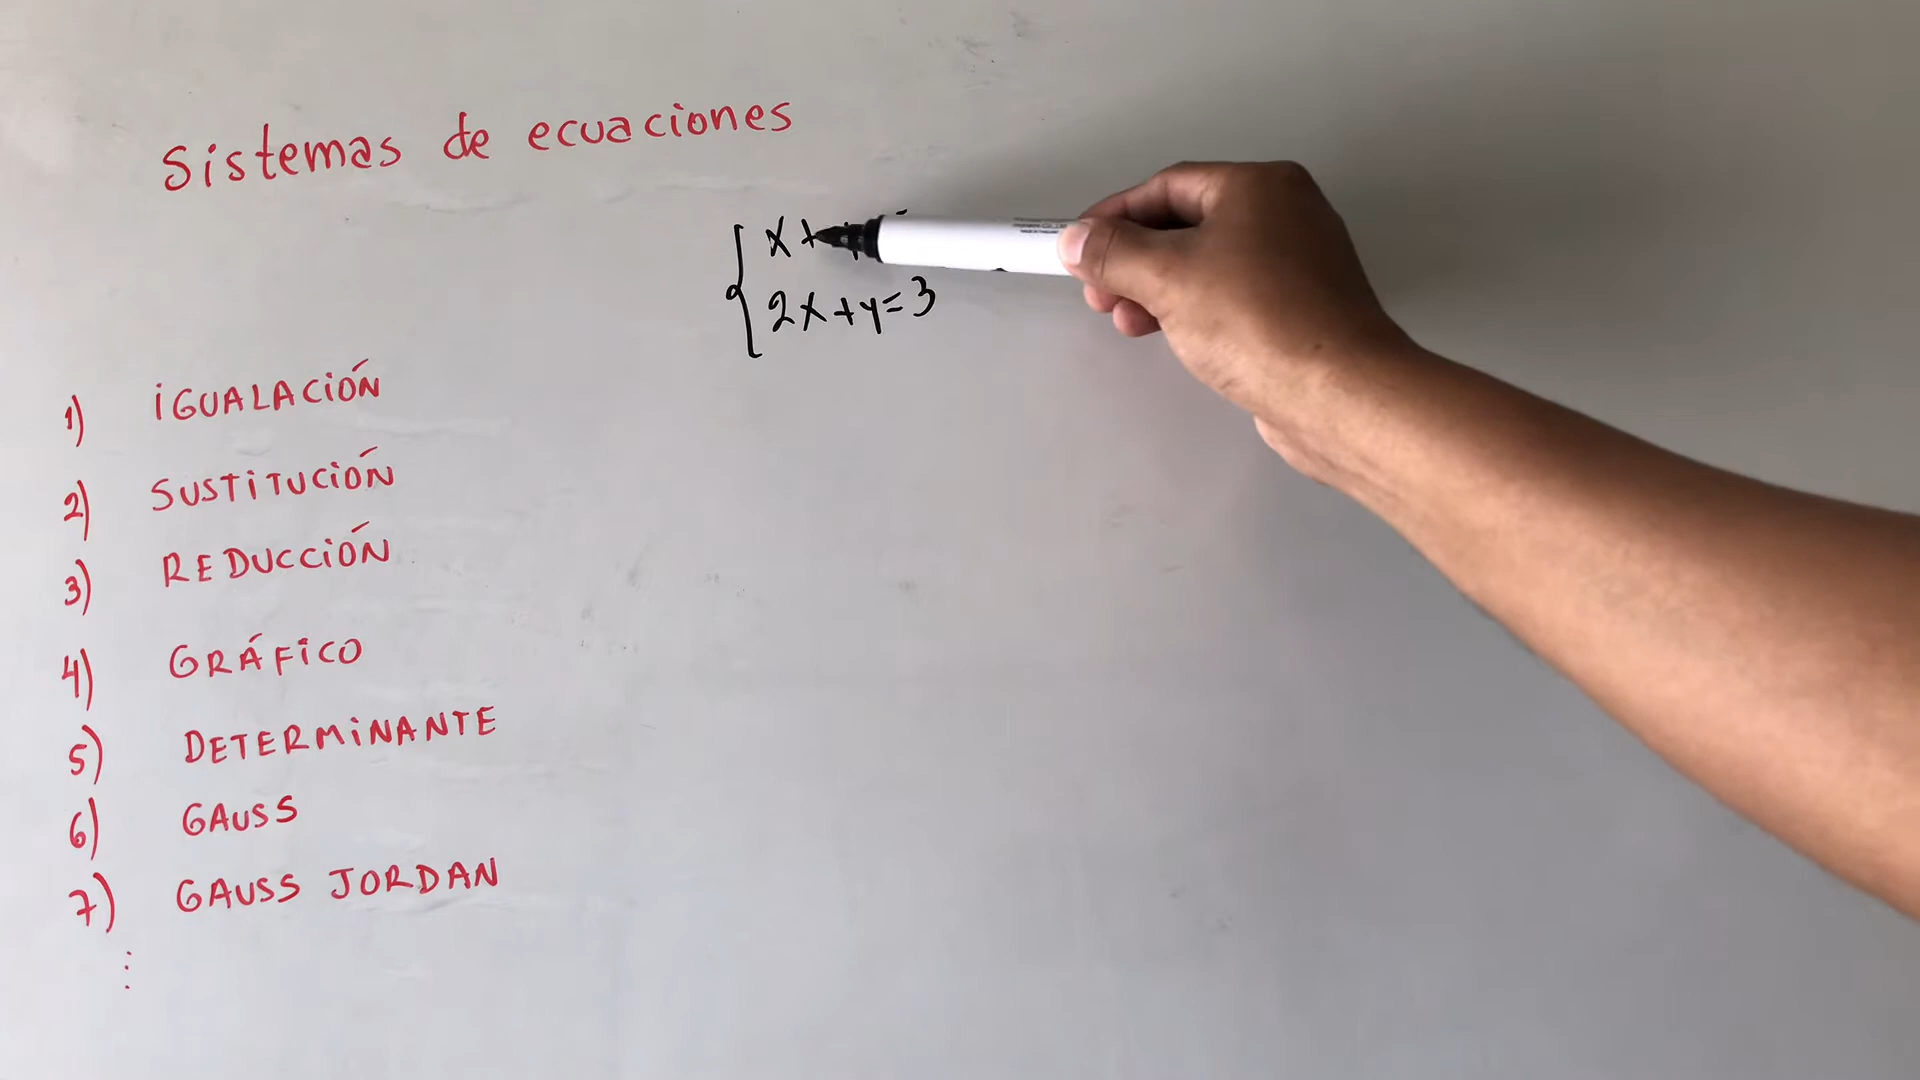 Sistemas de ecuaciones
x+
2x+y=3
1) iGUALACiÓN
2) SUSTiTUCiÓN
3) REDUCCiÓN
4) GRÁFiCO
5) DETERMiNANTE
6) GAUSS
7) GAUSS JORDAN
⋮